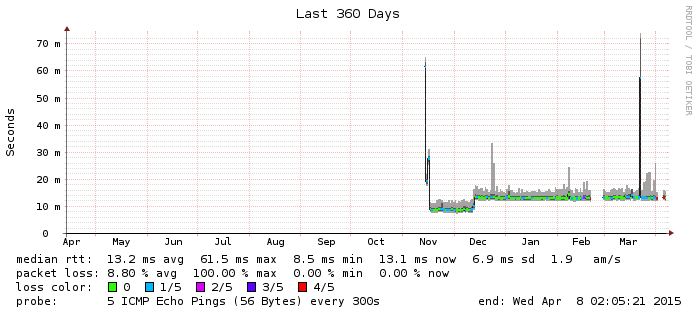 Last 360 Days
RRDTOOL / TOBI OETIKER
Seconds
70 m
60 m
50 m
40 m
30 m
20 m
10 m
0
Apr May Jun Jul Aug Sep Oct Nov Dec Jan Feb Mar
median rtt: 13.2 ms avg 61.5 ms max 8.5 ms min 13.1 ms now 6.9 ms sd 1.9 am/s
packet loss: 8.80 % avg 100.00 % max 0.00 % min 0.00 % now
loss color: 0 1/5 2/5 3/5 4/5
probe: 5 ICMP Echo Pings (56 Bytes) every 300s end: Wed Apr 8 02:05:21 2015